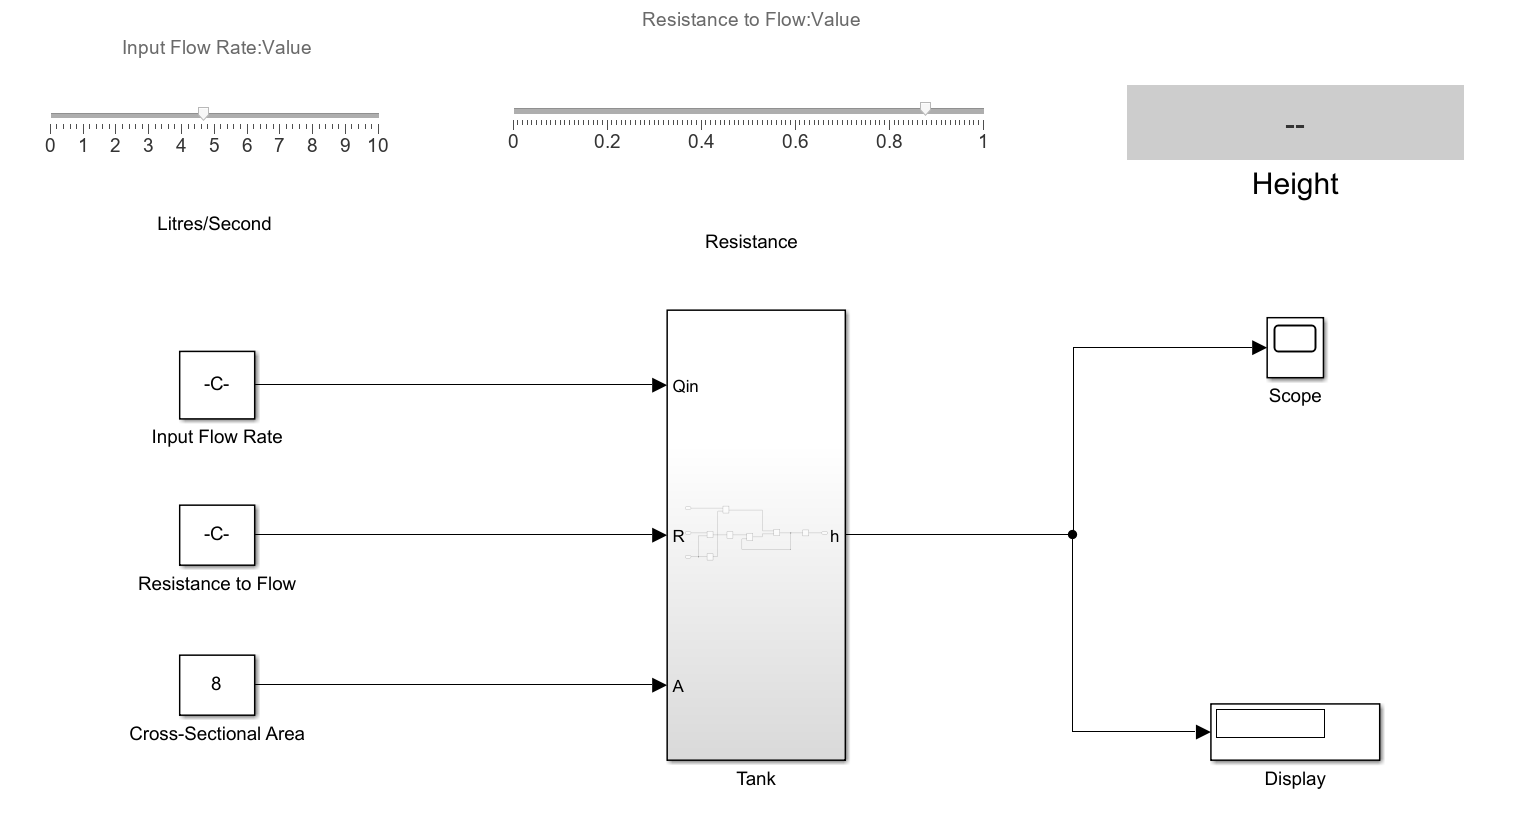 Resistance to Flow:Value
Input Flow Rate:Value
0 1 2 3 4 5 6 7 8 9 10
0 0.2 0.4 0.6 0.8 1
--
Height
Litres/Second
Resistance
-C-
Input Flow Rate
Qin
Scope
-C-
Resistance to Flow
R
h
8
Cross-Sectional Area
A
Tank
Display